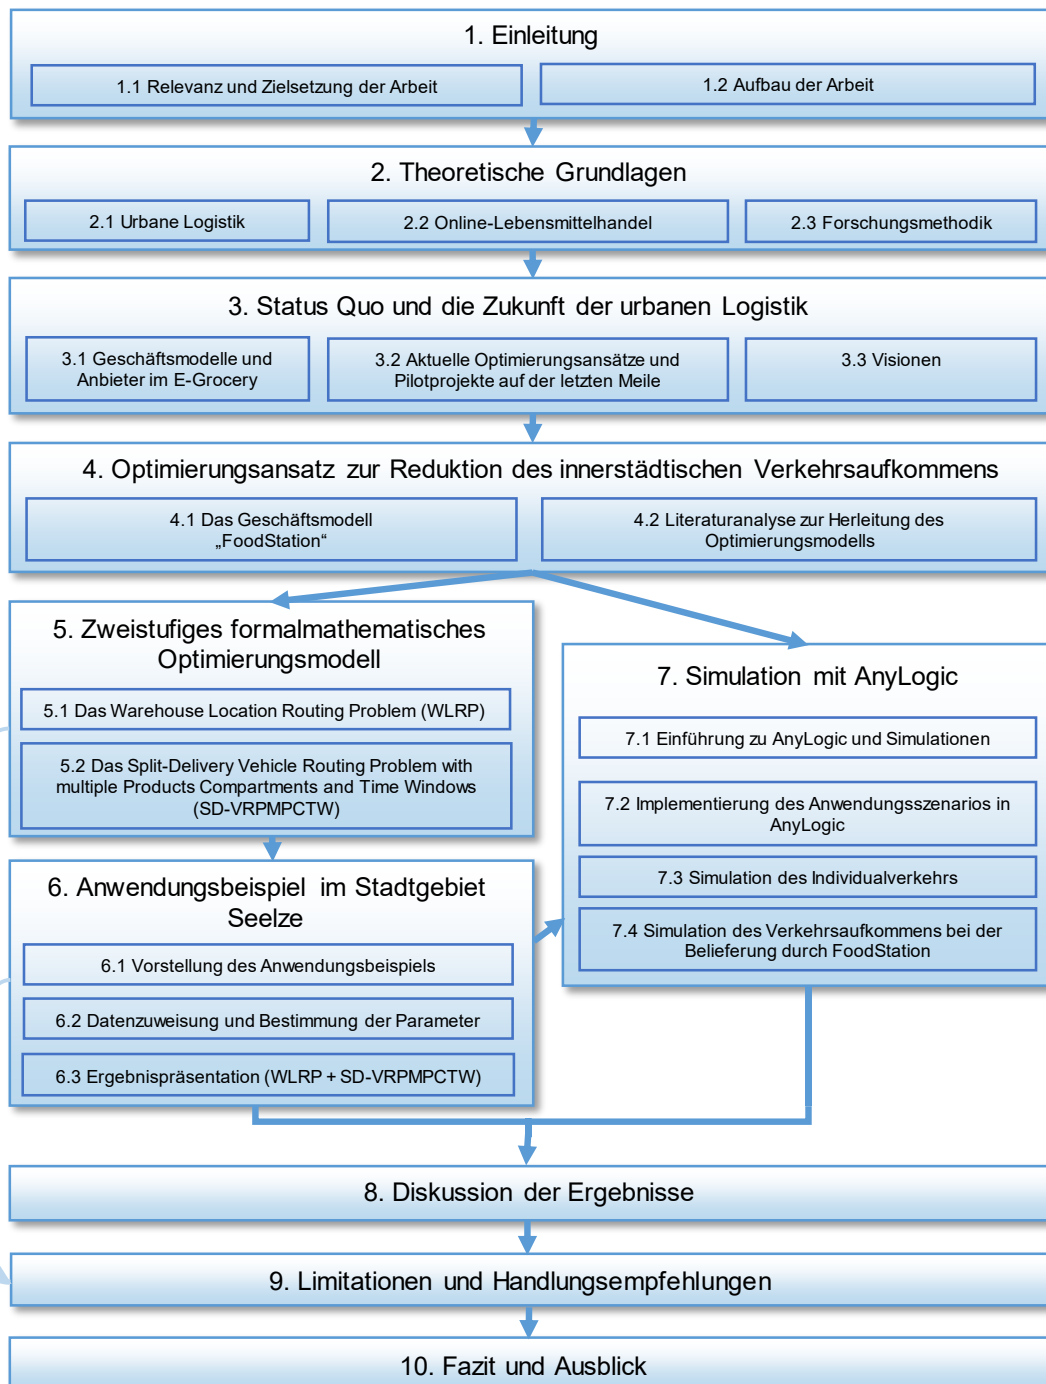 1. Einleitung
1.1 Relevanz und Zielsetzung der Arbeit
1.2 Aufbau der Arbeit
2. Theoretische Grundlagen
2.1 Urbane Logistik
2.2 Online-Lebensmittelhandel
2.3 Forschungsmethodik
3. Status Quo und die Zukunft der urbanen Logistik
3.1 Geschäftsmodelle und
Anbieter im E-Grocery
3.2 Aktuelle Optimierungsansätze und
Pilotprojekte auf der letzten Meile
3.3 Visionen
4. Optimierungsansatz zur Reduktion des innerstädtischen Verkehrsaufkommens
4.1 Das Geschäftsmodell
„FoodStation“
4.2 Literaturanalyse zur Herleitung des
Optimierungsmodells
5. Zweistufiges formalmathematisches
Optimierungsmodell
5.1 Das Warehouse Location Routing Problem (WLRP)
5.2 Das Split-Delivery Vehicle Routing Problem with
multiple Products Compartments and Time Windows
(SD-VRPMPCTW)
6. Anwendungsbeispiel im Stadtgebiet
Seelze
6.1 Vorstellung des Anwendungsbeispiels
6.2 Datenzuweisung und Bestimmung der Parameter
6.3 Ergebnispräsentation (WLRP + SD-VRPMPCTW)
7. Simulation mit AnyLogic
7.1 Einführung zu AnyLogic und Simulationen
7.2 Implementierung des Anwendungsszenarios in
AnyLogic
7.3 Simulation des Individualverkehrs
7.4 Simulation des Verkehrsaufkommens bei der
Belieferung durch FoodStation
8. Diskussion der Ergebnisse
9. Limitationen und Handlungsempfehlungen
10. Fazit und Ausblick